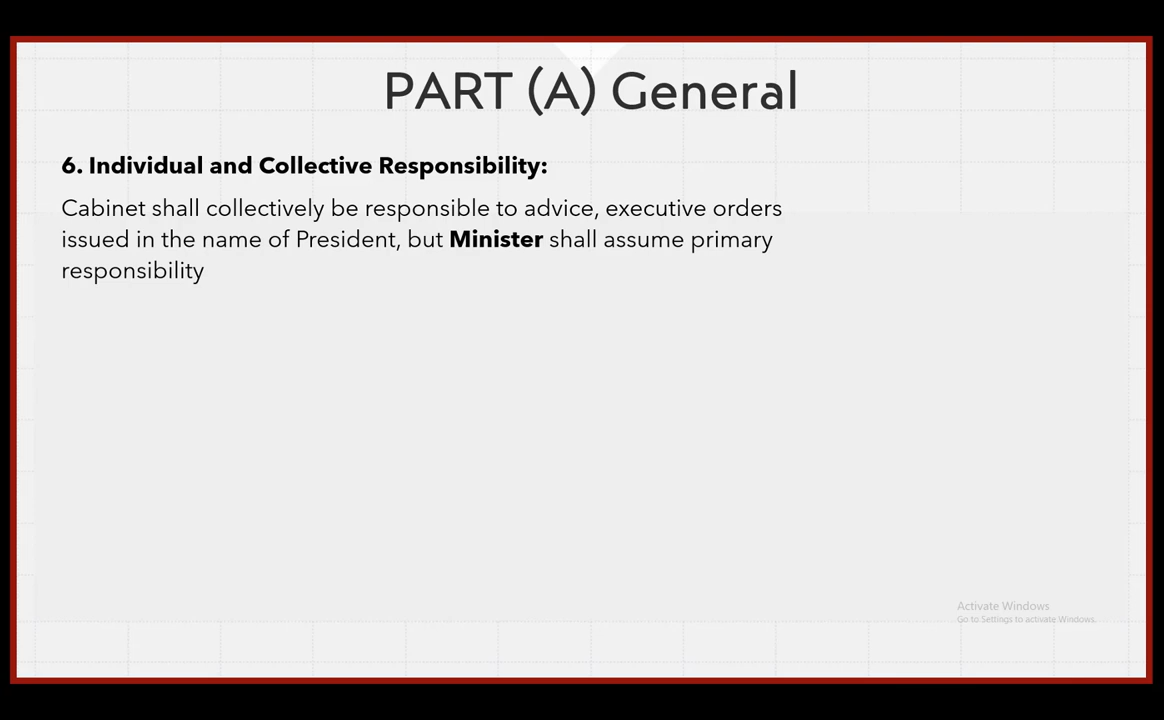 PART (A) General
6. Individual and Collective Responsibility:
Cabinet shall collectively be responsible to advice, executive orders
issued in the name of President, but Minister shall assume primary
responsibility
Activate Windows
Go to Settings to activate Windows.